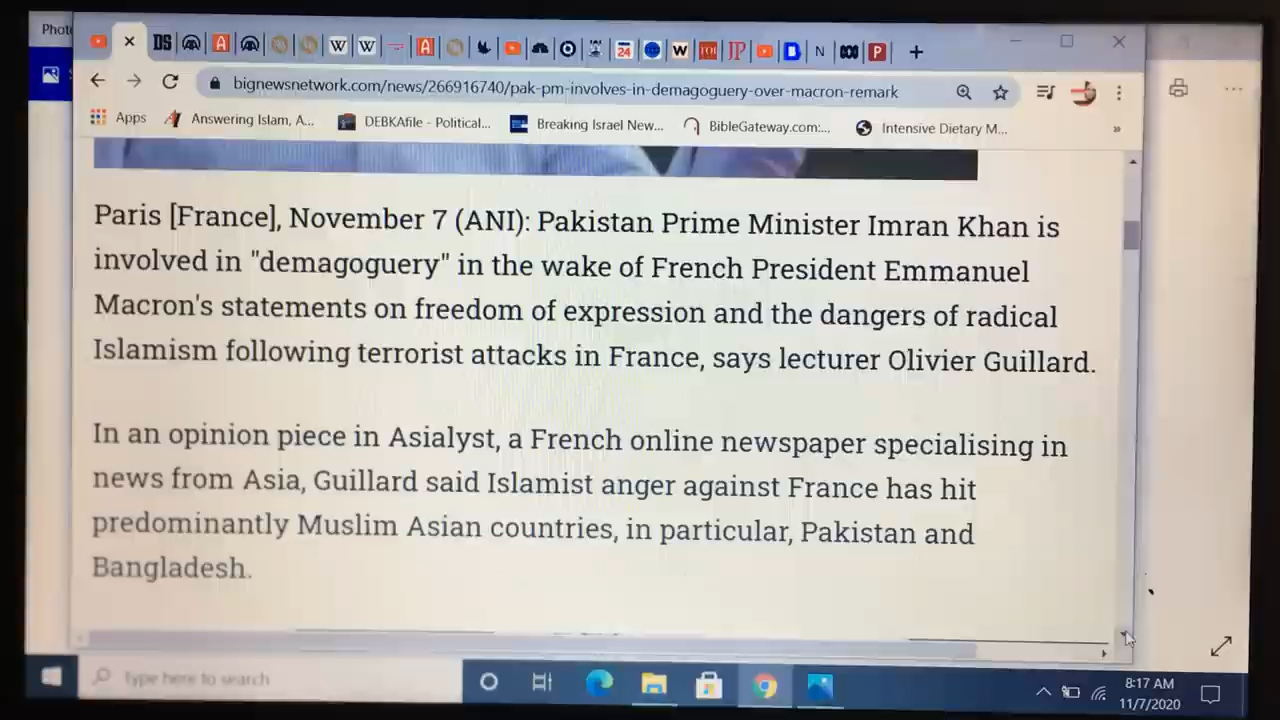 Phot
DS
A
W
W
A
24
W
TOI
JP
B
N
P
bignewsnetwork.com/news/266916740/pak-pm-involves-in-demagoguery-over-macron-remark
Apps Answering Islam, A... DEBKAfile - Political... Breaking Israel New... BibleGateway.com:... Intensive Dietary M... »
Paris [France], November 7 (ANI): Pakistan Prime Minister Imran Khan is
involved in "demagoguery" in the wake of French President Emmanuel
Macron's statements on freedom of expression and the dangers of radical
Islamism following terrorist attacks in France, says lecturer Olivier Guillard.
In an opinion piece in Asialyst, a French online newspaper specialising in
news from Asia, Guillard said Islamist anger against France has hit
predominantly Muslim Asian countries, in particular, Pakistan and
Bangladesh.
Type here to search
8:17 AM
11/7/2020